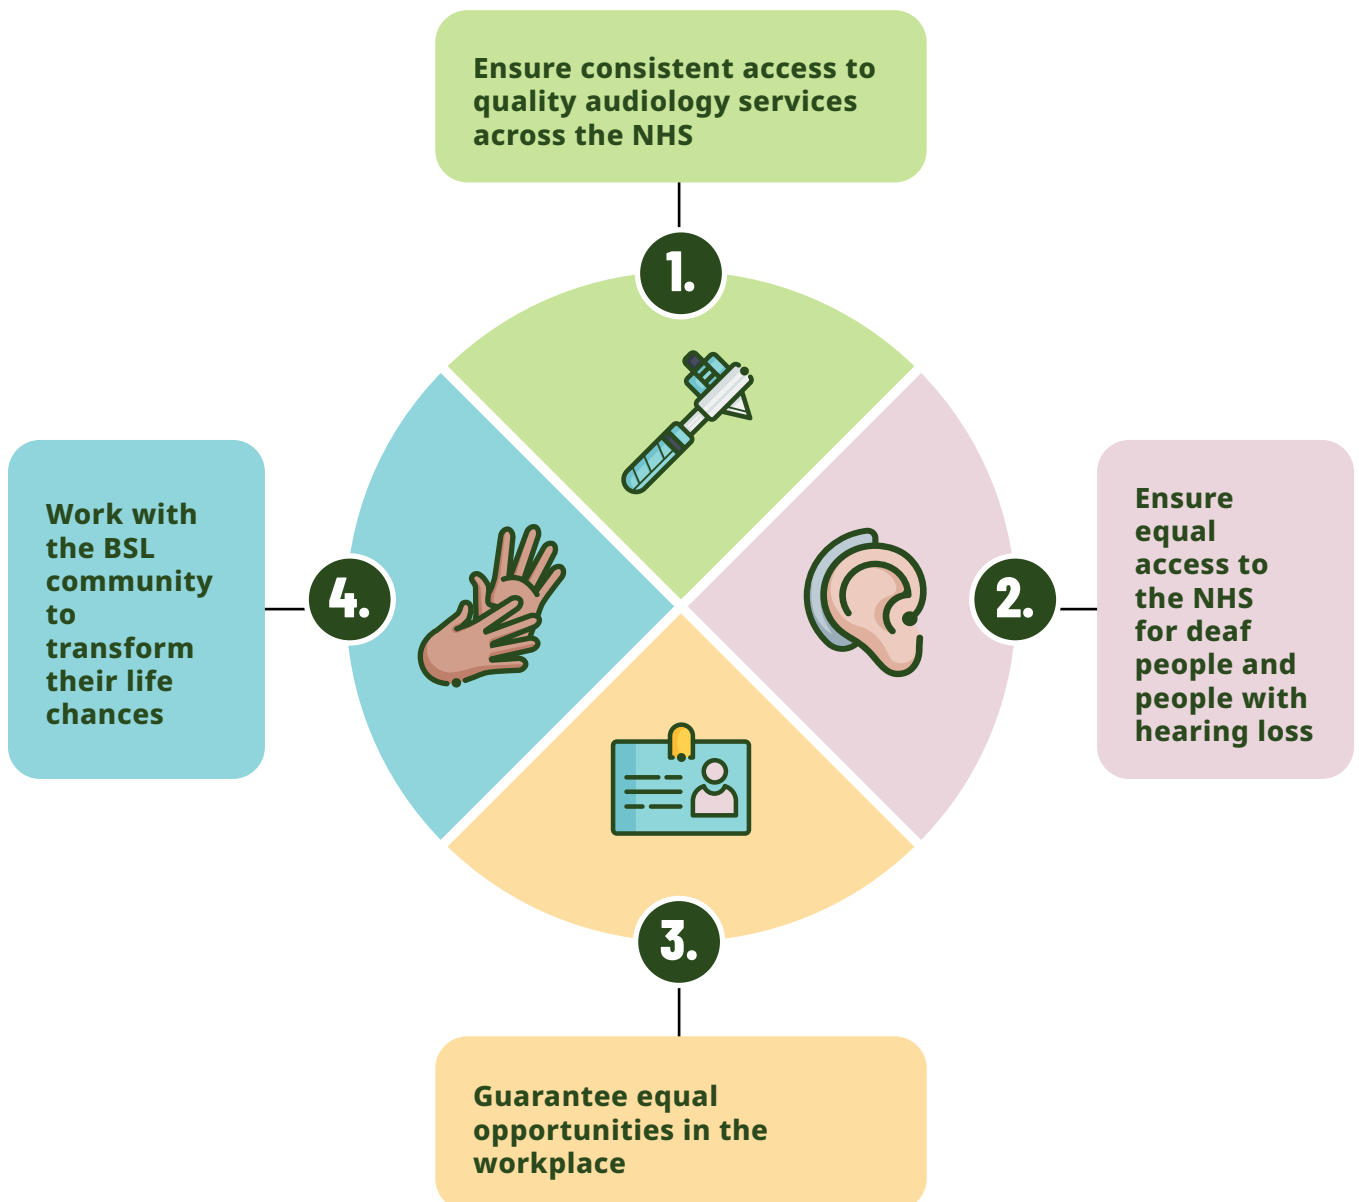 Ensure consistent access to
quality audiology services
across the NHS
1.
Ensure
equal
access to
the NHS
for deaf
people and
people with
hearing loss
2.
3.
Guarantee equal
opportunities in the
workplace
4.
Work with
the BSL
community
to
transform
their life
chances